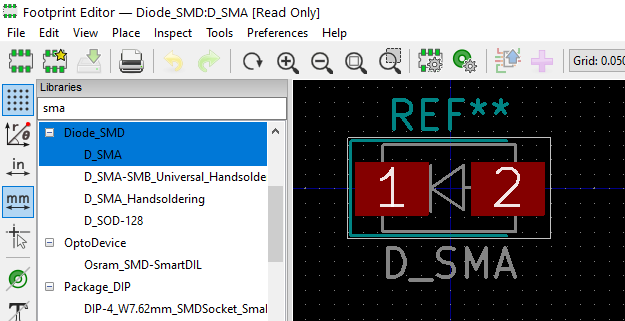 Footprint Editor — Diode_SMD:D_SMA [Read Only]
File Edit View Place Inspect Tools Preferences Help
Grid: 0.050
Libraries
sma
Diode_SMD
D_SMA
D_SMA-SMB_Universal_Handsolde
D_SMA_Handsoldering
D_SOD-128
OptoDevice
Osram_SMD-SmartDIL
Package_DIP
DIP-4_W7.62mm_SMDSocket_Smal
r θ
in
mm
T
REF**
1 2
D_SMA